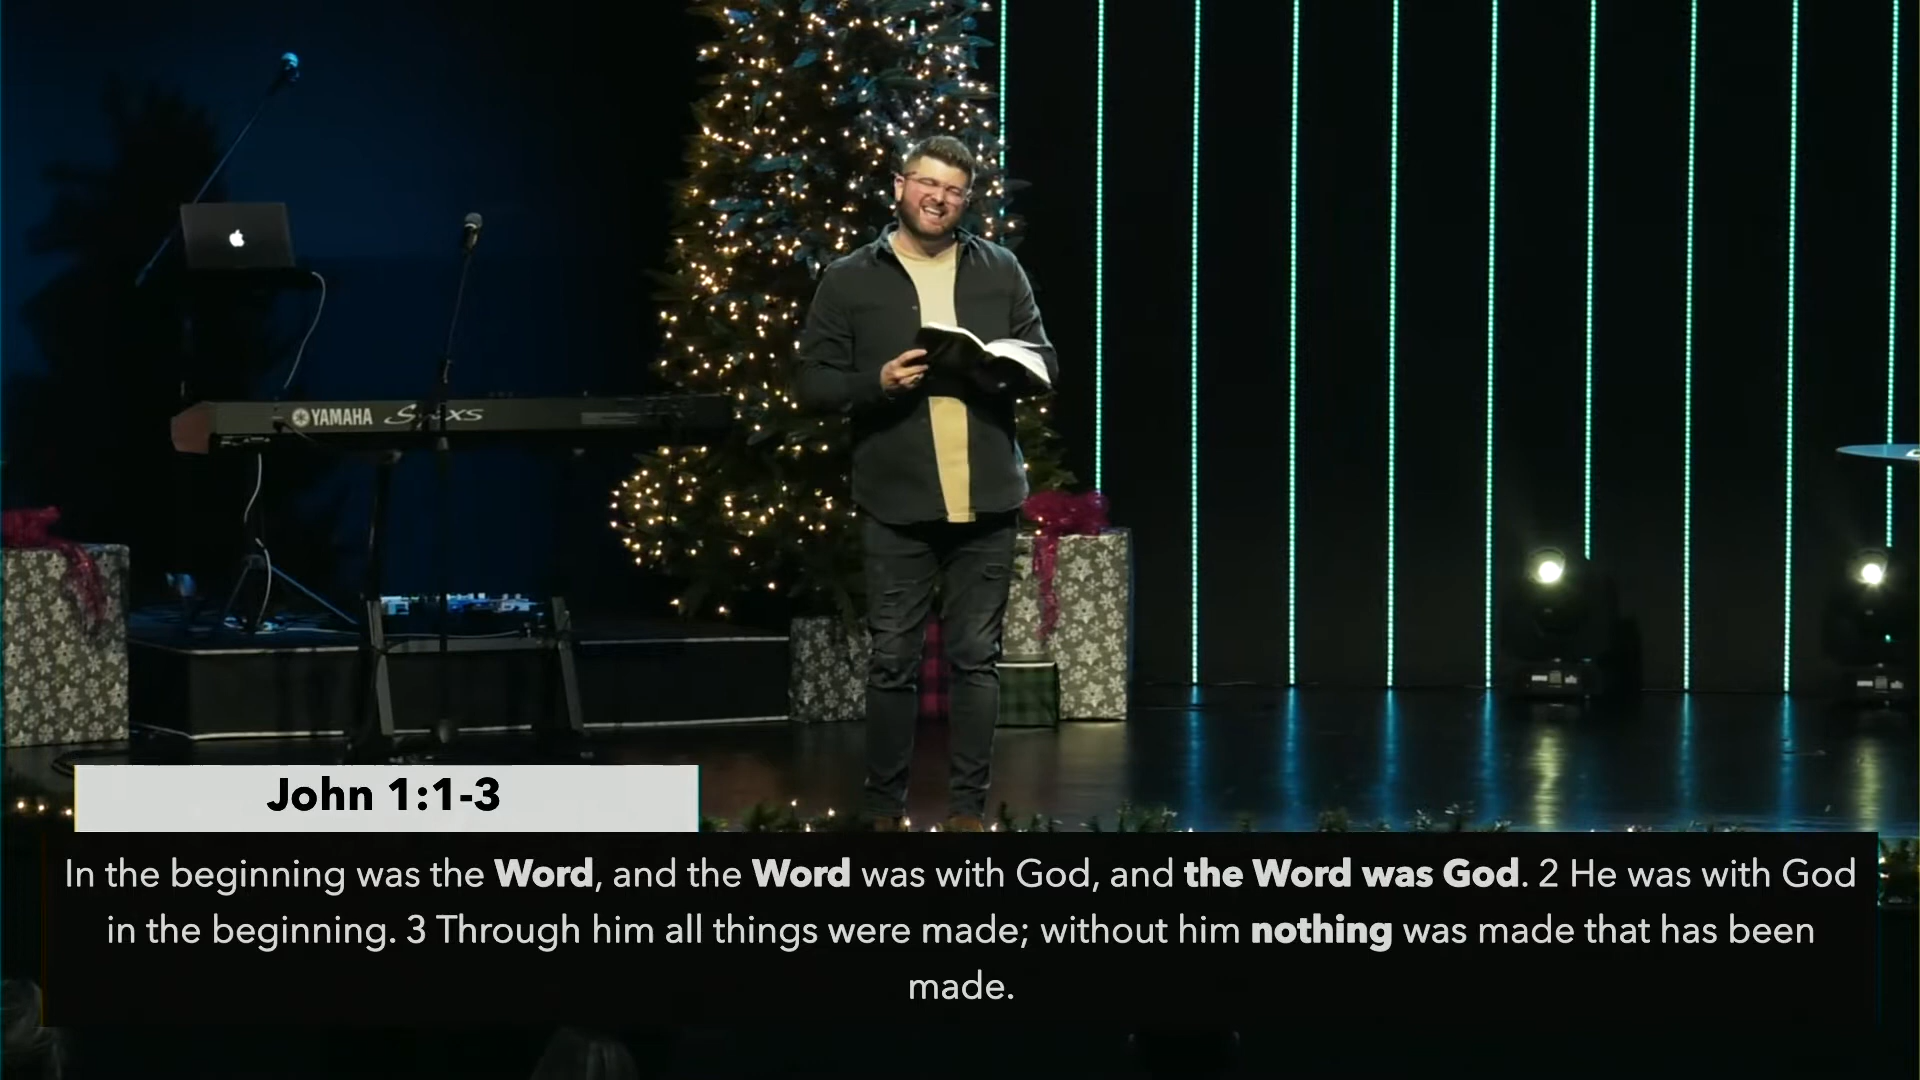 YAMAHA
John 1:1-3
In the beginning was the Word, and the Word was with God, and the Word was God. 2 He was with God
in the beginning. 3 Through him all things were made; without him nothing was made that has been
made.